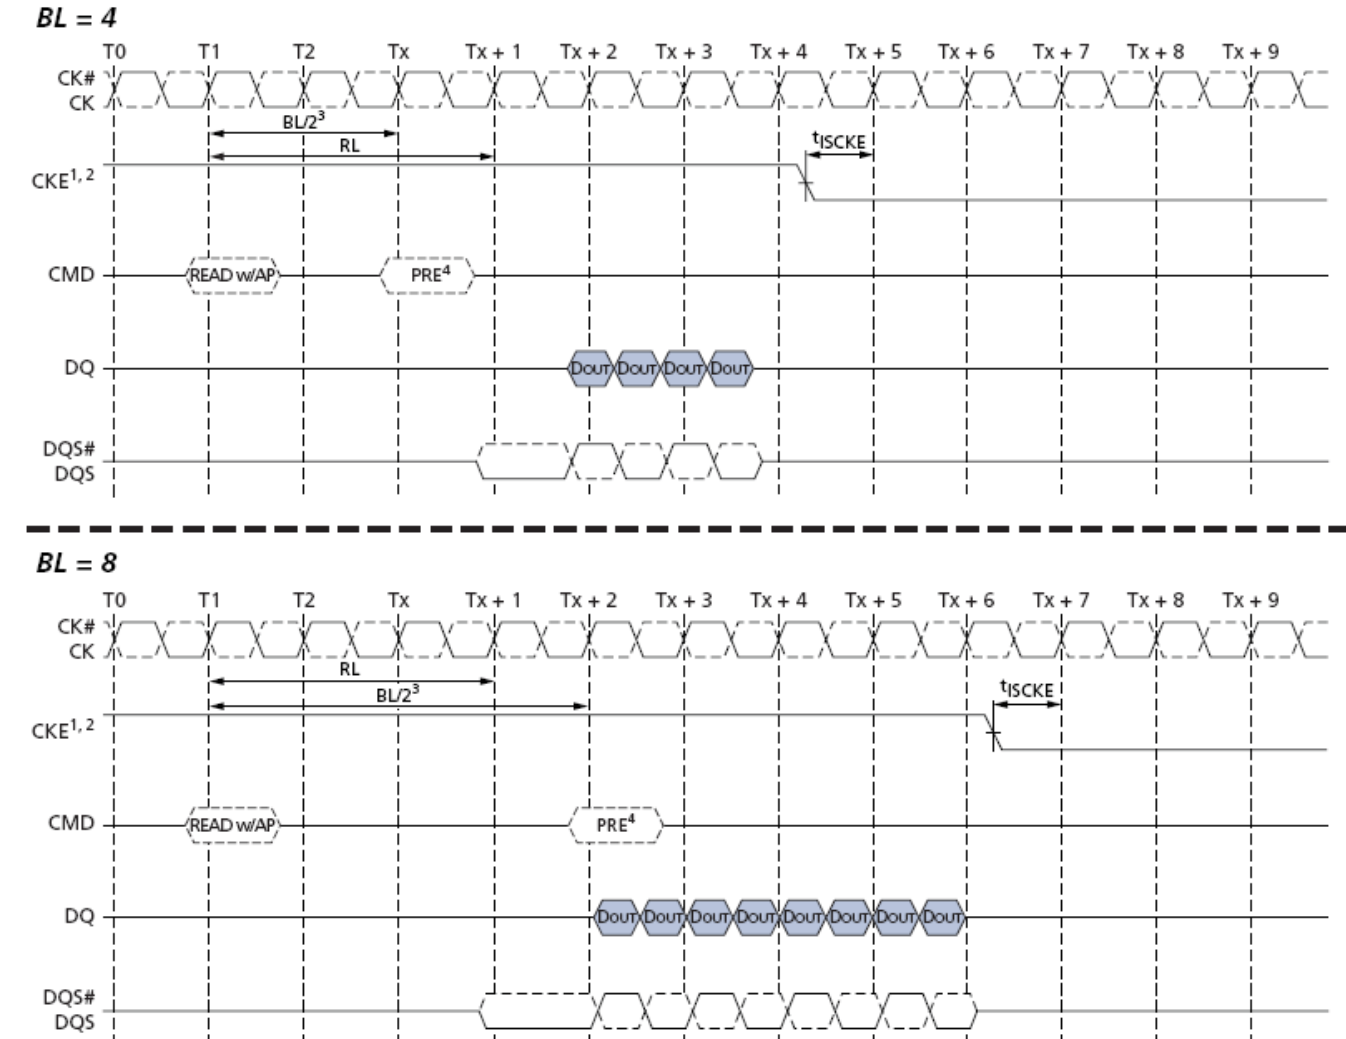 BL = 4
T0 T1 T2 Tx Tx + 1 Tx + 2 Tx + 3 Tx + 4 Tx + 5 Tx + 6 Tx + 7 Tx + 8 Tx + 9
CK#
CK
BL/2³
RL
tISCKE
CKE1, 2
CMD READ w/AP PRE⁴
DQ DOUT DOUT DOUT DOUT
DQS#
DQS
BL = 8
T0 T1 T2 Tx Tx + 1 Tx + 2 Tx + 3 Tx + 4 Tx + 5 Tx + 6 Tx + 7 Tx + 8 Tx + 9
CK#
CK
RL
BL/2³
tISCKE
CKE1, 2
CMD READ w/AP PRE⁴
DQ DOUT DOUT DOUT DOUT DOUT DOUT DOUT DOUT
DQS#
DQS